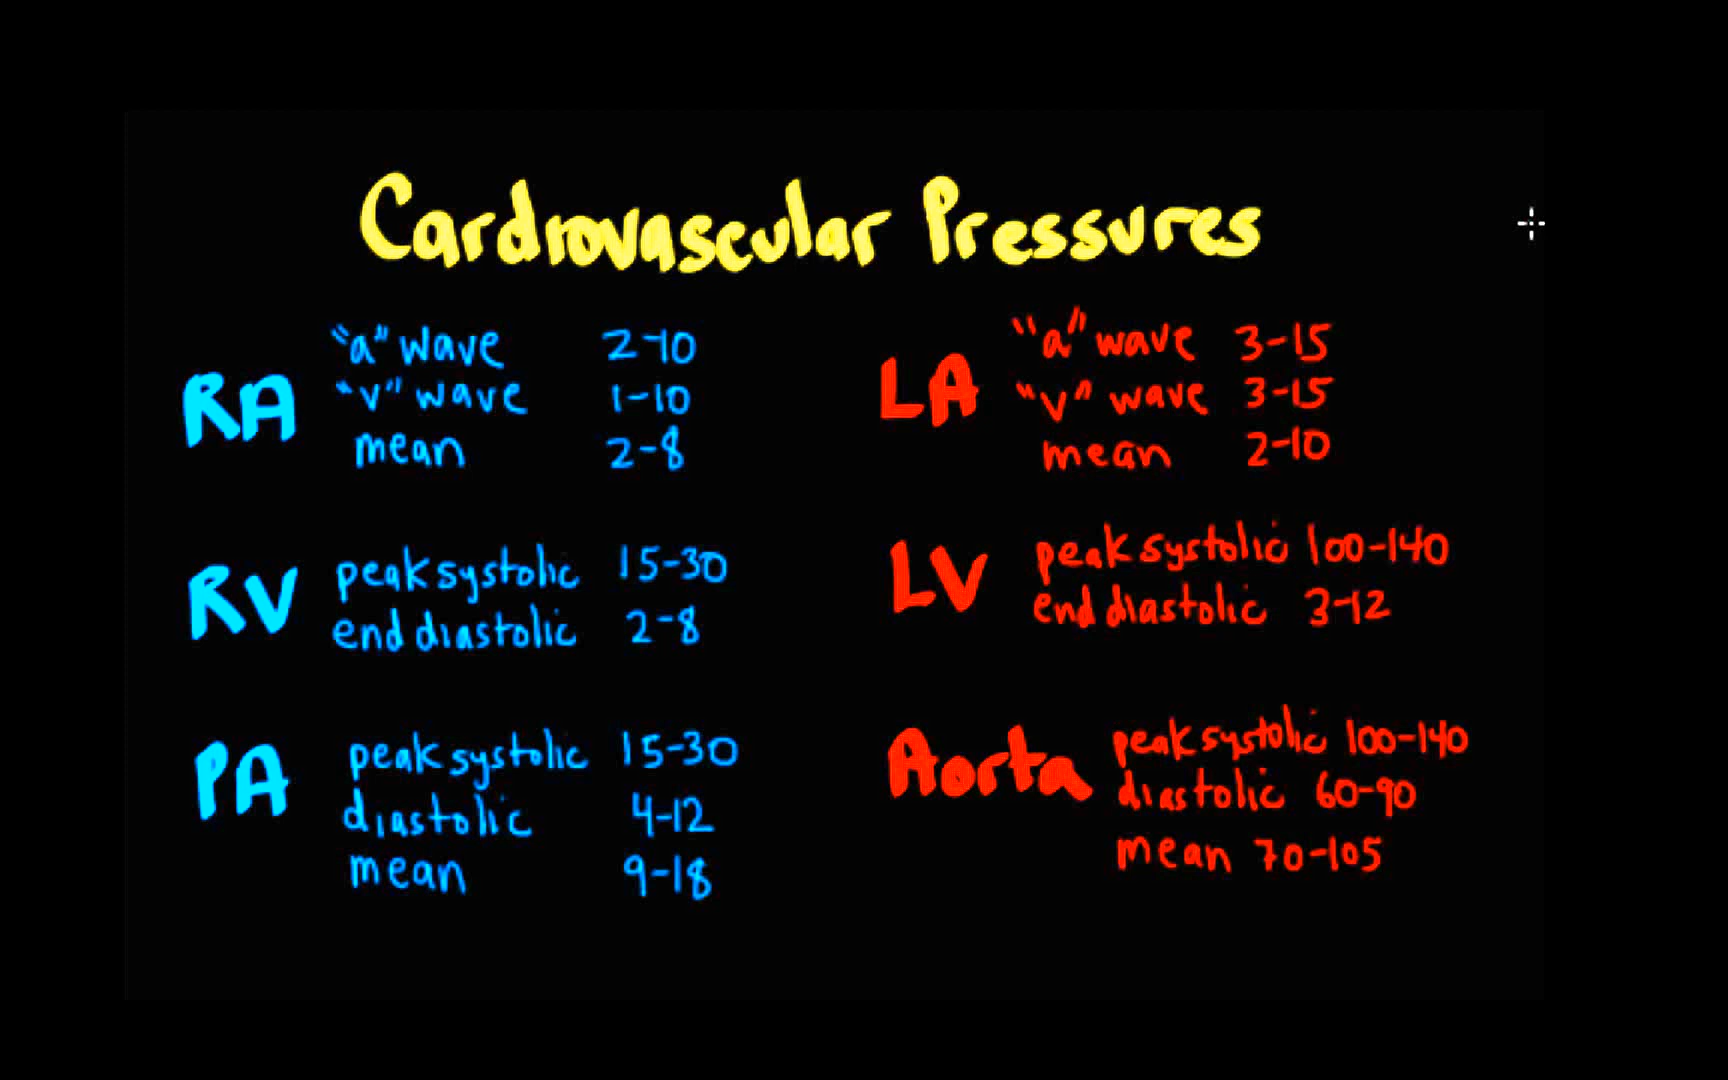 Cardiovascular Pressures
RA
"a" wave 2-10
"v" wave 1-10
mean 2-8
RV
peak systolic 15-30
end diastolic 2-8
PA
peak systolic 15-30
diastolic 4-12
mean 9-18
LA
"a" wave 3-15
"v" wave 3-15
mean 2-10
LV
peak systolic 100-140
end diastolic 3-12
Aorta
peak systolic 100-140
diastolic 60-90
mean 70-105